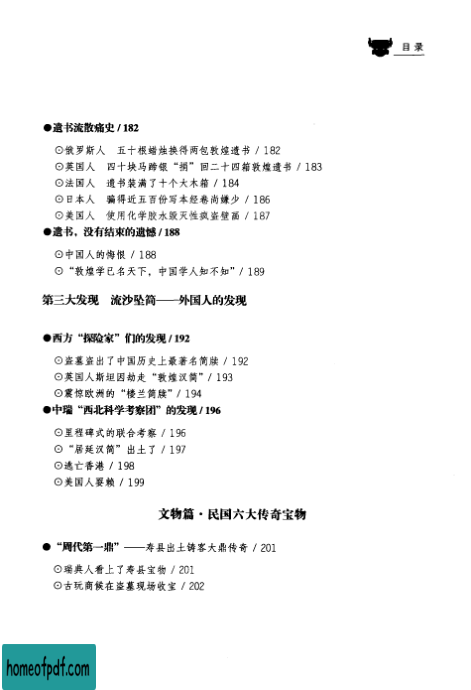 目录
●遗书流散痛史/182
⊙俄罗斯人　五十根蜡烛换得两包敦煌遗书 / 182
⊙英国人　四十块马蹄银“捐”回二十四箱敦煌遗书 / 183
⊙法国人　遗书装满了十个大木箱 / 184
⊙日本人　骗得近五百份写本经卷尚嫌少 / 186
⊙美国人　使用化学胶水毁灭性疯盗壁画 / 187
●遗书，没有结束的遗憾/188
⊙中国人的悔恨 / 188
⊙“敦煌学已名天下，中国学人知不知” / 189
第三大发现　流沙坠简——外国人的发现
●西方“探险家”们的发现/192
⊙盗墓盗出了中国历史上最著名简牍 / 192
⊙英国人斯坦因劫走“敦煌汉简” / 193
⊙震惊欧洲的“楼兰简牍” / 194
●中瑞“西北科学考察团”的发现/196
⊙里程碑式的联合考察 / 196
⊙“居延汉简”出土了 / 197
⊙逃亡香港 / 198
⊙美国人耍赖 / 199
文物篇·民国六大传奇宝物
●“周代第一鼎”——寿县出土铸客大鼎传奇 / 201
⊙瑞典人看上了寿县宝物 / 201
⊙古玩商候在盗墓现场收宝 / 202
homeofpdf.com